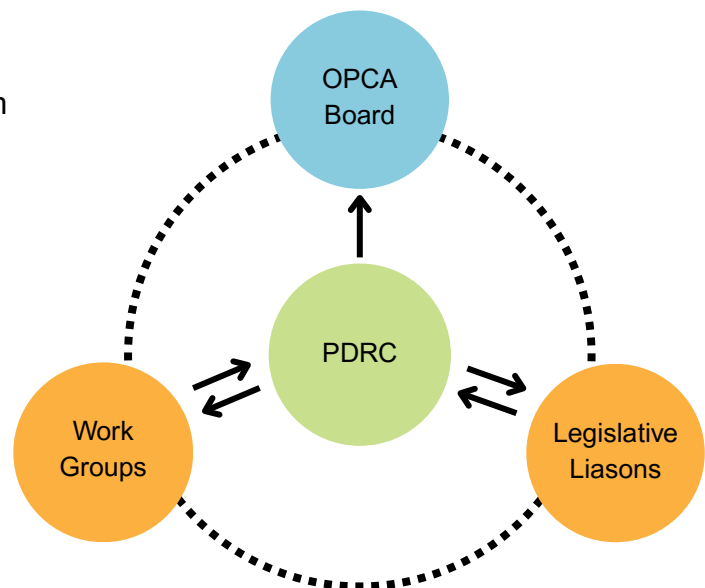 OPCA
Board
PDRC
Work
Groups
Legislative
Liasons